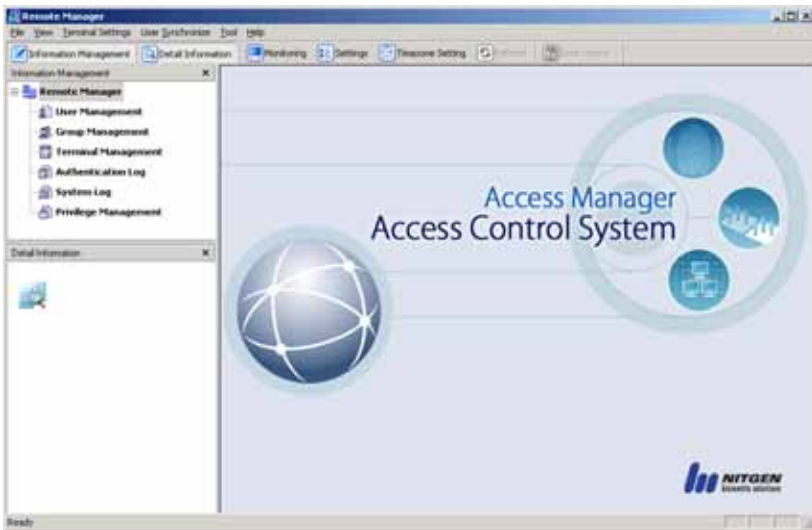 Remote Manager
File View Terminal Settings User Synchronize Tool Help
Information Management Detail Information Monitoring Settings Timezone Setting
Information Management
Remote Manager
User Management
Group Management
Terminal Management
Authentication Log
System Log
Privilege Management
Detail Information
Access Manager
Access Control System
NITGEN
biometric solutions
Ready